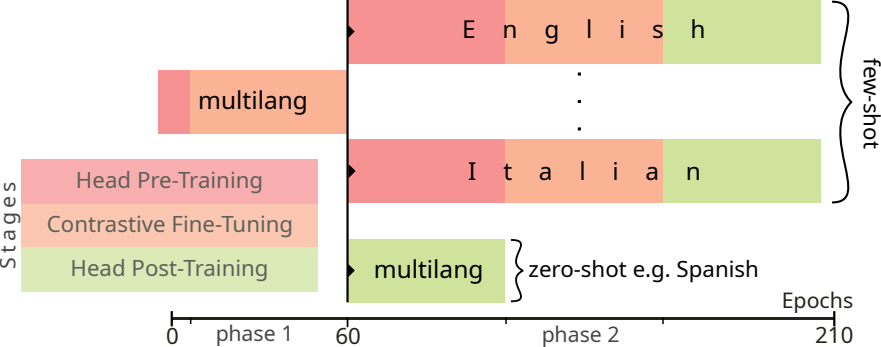 E n g l i s h
multilang
few-shot
I t a l i a n
Stages
Head Pre-Training
Contrastive Fine-Tuning
Head Post-Training
multilang
zero-shot e.g. Spanish
Epochs
0 phase 1 60 phase 2 210